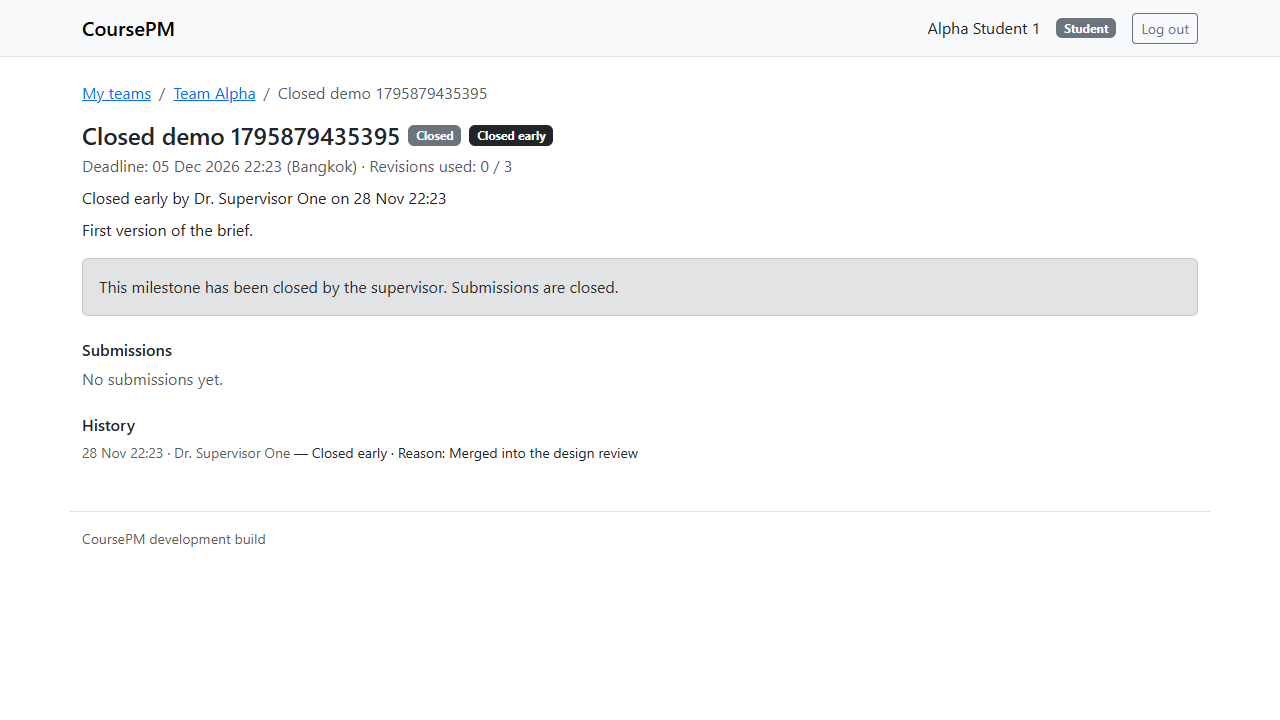 CoursePM
Alpha Student 1 Student Log out
My teams / Team Alpha / Closed demo 1795879435395
Closed demo 1795879435395 Closed Closed early
Deadline: 05 Dec 2026 22:23 (Bangkok) · Revisions used: 0 / 3
Closed early by Dr. Supervisor One on 28 Nov 22:23
First version of the brief.
This milestone has been closed by the supervisor. Submissions are closed.
Submissions
No submissions yet.
History
28 Nov 22:23 · Dr. Supervisor One — Closed early · Reason: Merged into the design review
CoursePM development build